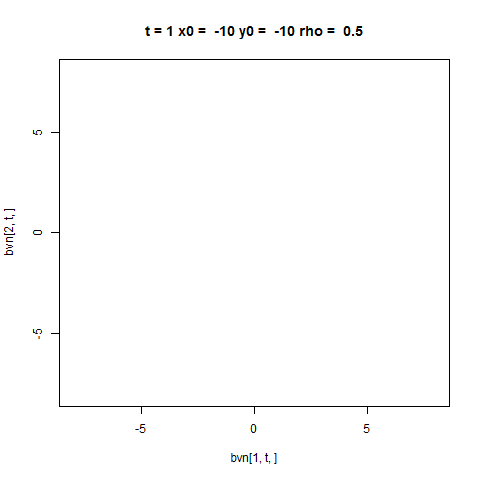 t = 1 x0 = -10 y0 = -10 rho = 0.5
bvn[2, t, ]
5
0
-5
-5
0
5
bvn[1, t, ]